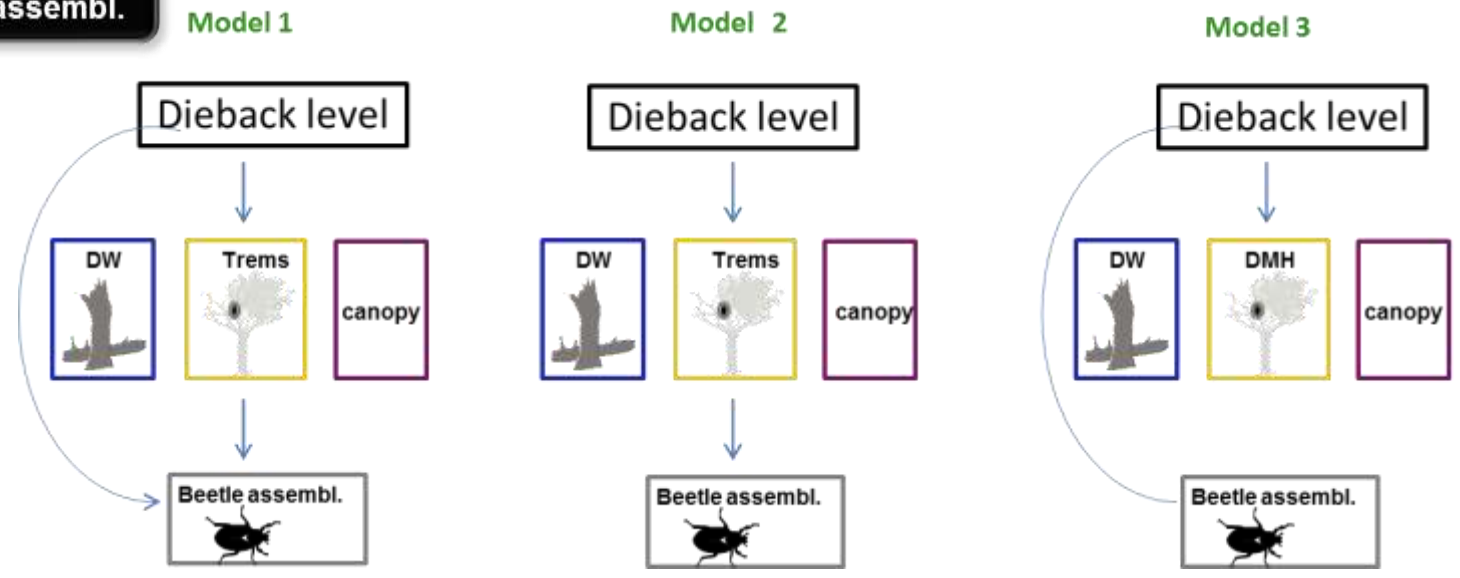 assembl.
Model 1
Model 2
Model 3
Dieback level
Dieback level
Dieback level
DW
Trems
canopy
DW
Trems
canopy
DW
DMH
canopy
Beetle assembl.
Beetle assembl.
Beetle assembl.